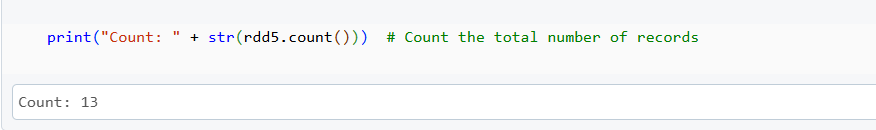 print("Count: " + str(rdd5.count()))  # Count the total number of records
Count: 13